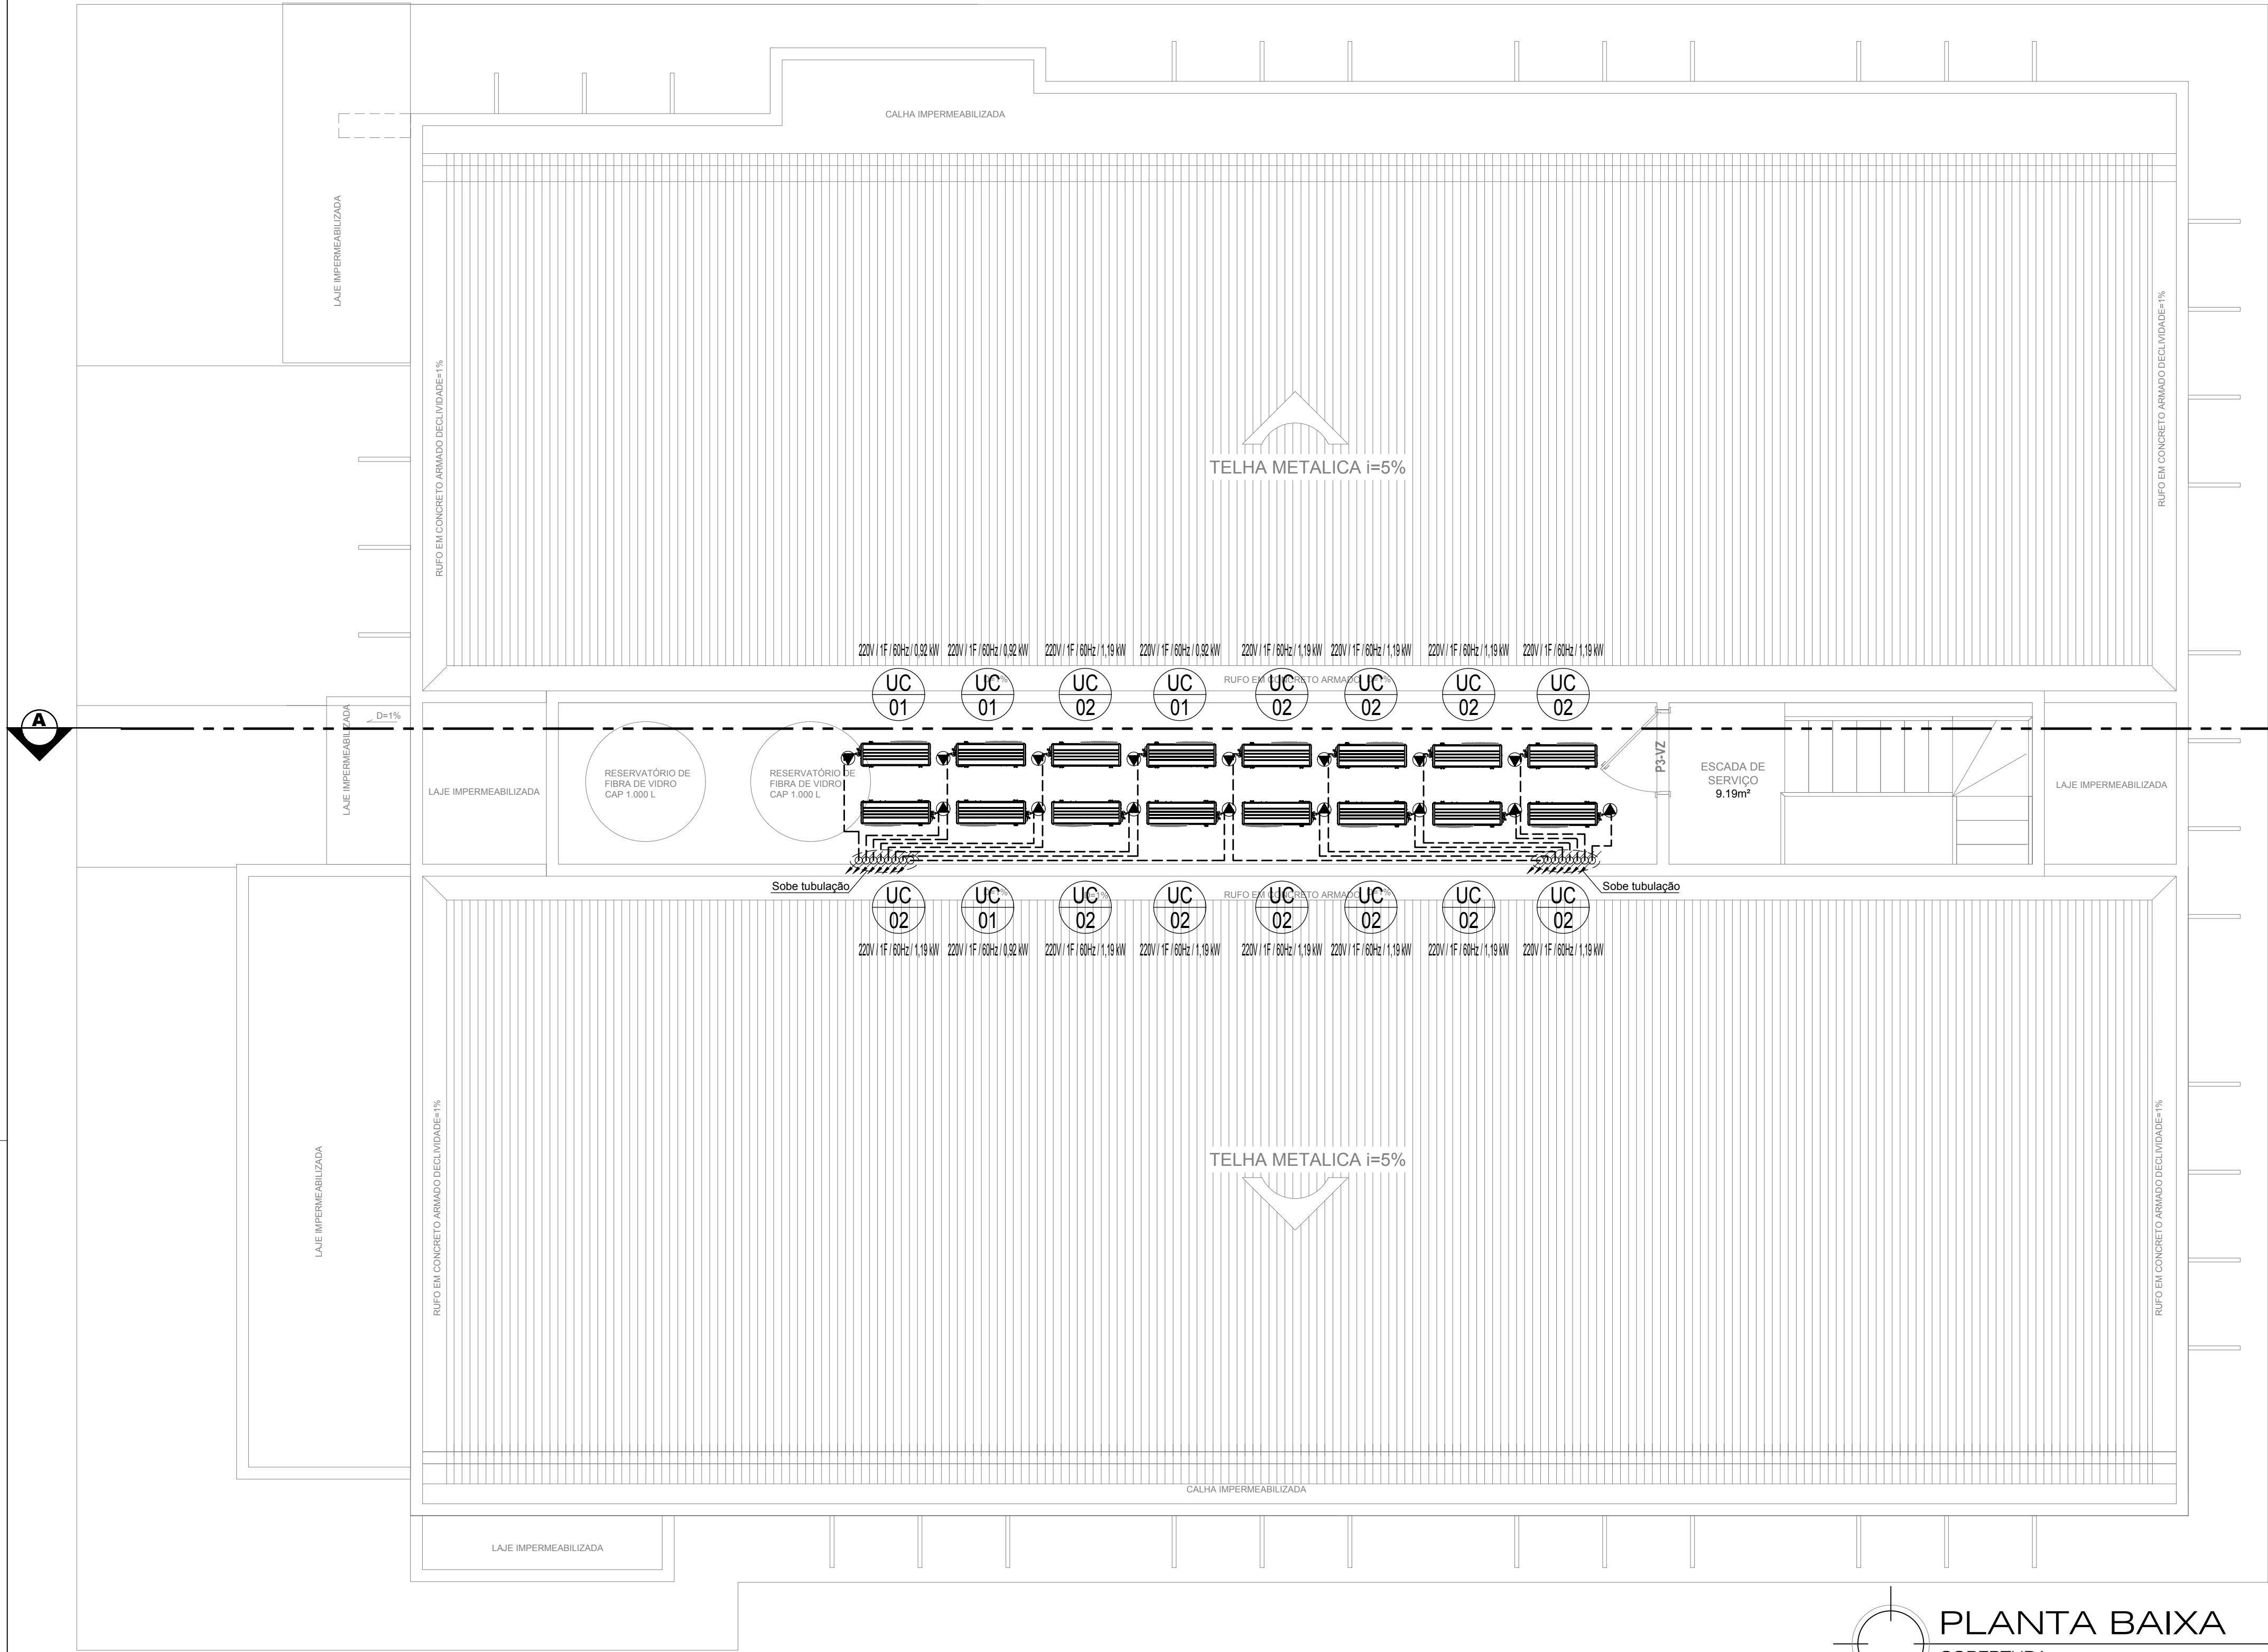 CALHA IMPERMEABILIZADA
LAJE IMPERMEABILIZADA
RUFO EM CONCRETO ARMADO DECLIVIDADE=1%
RUFO EM CONCRETO ARMADO DECLIVIDADE=1%
TELHA METALICA i=5%
220V / 1F / 60Hz / 0,92 kW
220V / 1F / 60Hz / 0,92 kW
220V / 1F / 60Hz / 1,19 kW
220V / 1F / 60Hz / 0,92 kW
220V / 1F / 60Hz / 1,19 kW
220V / 1F / 60Hz / 1,19 kW
220V / 1F / 60Hz / 1,19 kW
220V / 1F / 60Hz / 1,19 kW
UC
01
UC
01
UC
02
UC
01
UC
02
UC
02
UC
02
UC
02
RUFO EM CONCRETO ARMADO
A
D=1%
LAJE IMPERMEABILIZADA
LAJE IMPERMEABILIZADA
RESERVATÓRIO DE
FIBRA DE VIDRO
CAP 1.000 L
RESERVATÓRIO DE
FIBRA DE VIDRO
CAP 1.000 L
P3-VZ
ESCADA DE
SERVIÇO
9.19m²
LAJE IMPERMEABILIZADA
Sobe tubulação
Sobe tubulação
RUFO EM CONCRETO ARMADO
D=1%
UC
02
UC
01
UC
02
UC
02
UC
02
UC
02
UC
02
UC
02
220V / 1F / 60Hz / 1,19 kW
220V / 1F / 60Hz / 0,92 kW
220V / 1F / 60Hz / 1,19 kW
220V / 1F / 60Hz / 1,19 kW
220V / 1F / 60Hz / 1,19 kW
220V / 1F / 60Hz / 1,19 kW
220V / 1F / 60Hz / 1,19 kW
220V / 1F / 60Hz / 1,19 kW
TELHA METALICA i=5%
LAJE IMPERMEABILIZADA
RUFO EM CONCRETO ARMADO DECLIVIDADE=1%
RUFO EM CONCRETO ARMADO DECLIVIDADE=1%
CALHA IMPERMEABILIZADA
LAJE IMPERMEABILIZADA
PLANTA BAIXA